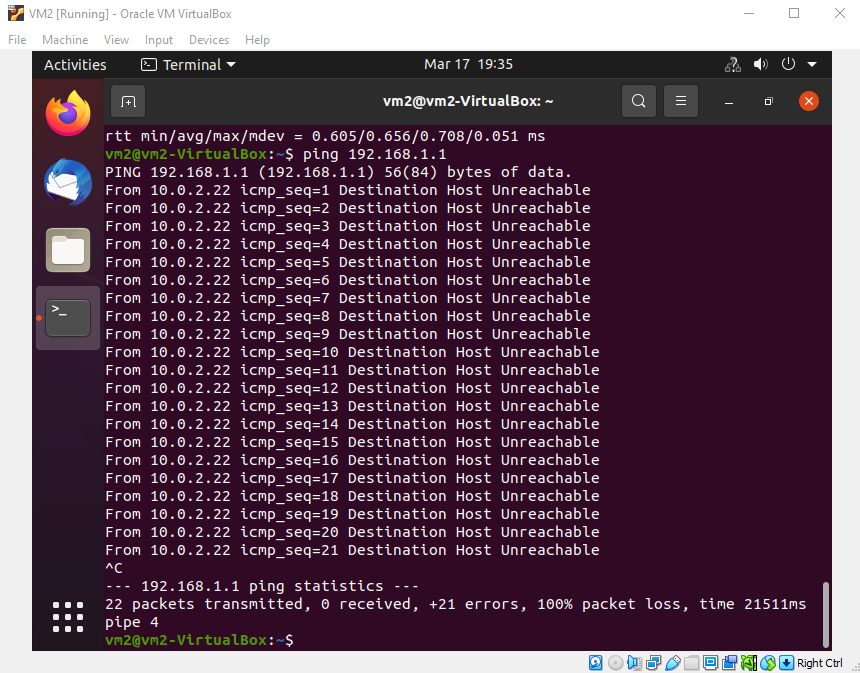 VM2 [Running] - Oracle VM VirtualBox
File Machine View Input Devices Help
Activities Terminal Mar 17 19:35
vm2@vm2-VirtualBox: ~
rtt min/avg/max/mdev = 0.605/0.656/0.708/0.051 ms
vm2@vm2-VirtualBox:~$ ping 192.168.1.1
PING 192.168.1.1 (192.168.1.1) 56(84) bytes of data.
From 10.0.2.22 icmp_seq=1 Destination Host Unreachable
From 10.0.2.22 icmp_seq=2 Destination Host Unreachable
From 10.0.2.22 icmp_seq=3 Destination Host Unreachable
From 10.0.2.22 icmp_seq=4 Destination Host Unreachable
From 10.0.2.22 icmp_seq=5 Destination Host Unreachable
From 10.0.2.22 icmp_seq=6 Destination Host Unreachable
From 10.0.2.22 icmp_seq=7 Destination Host Unreachable
From 10.0.2.22 icmp_seq=8 Destination Host Unreachable
From 10.0.2.22 icmp_seq=9 Destination Host Unreachable
From 10.0.2.22 icmp_seq=10 Destination Host Unreachable
From 10.0.2.22 icmp_seq=11 Destination Host Unreachable
From 10.0.2.22 icmp_seq=12 Destination Host Unreachable
From 10.0.2.22 icmp_seq=13 Destination Host Unreachable
From 10.0.2.22 icmp_seq=14 Destination Host Unreachable
From 10.0.2.22 icmp_seq=15 Destination Host Unreachable
From 10.0.2.22 icmp_seq=16 Destination Host Unreachable
From 10.0.2.22 icmp_seq=17 Destination Host Unreachable
From 10.0.2.22 icmp_seq=18 Destination Host Unreachable
From 10.0.2.22 icmp_seq=19 Destination Host Unreachable
From 10.0.2.22 icmp_seq=20 Destination Host Unreachable
From 10.0.2.22 icmp_seq=21 Destination Host Unreachable
^C
--- 192.168.1.1 ping statistics ---
22 packets transmitted, 0 received, +21 errors, 100% packet loss, time 21511ms
pipe 4
vm2@vm2-VirtualBox:~$
Right Ctrl